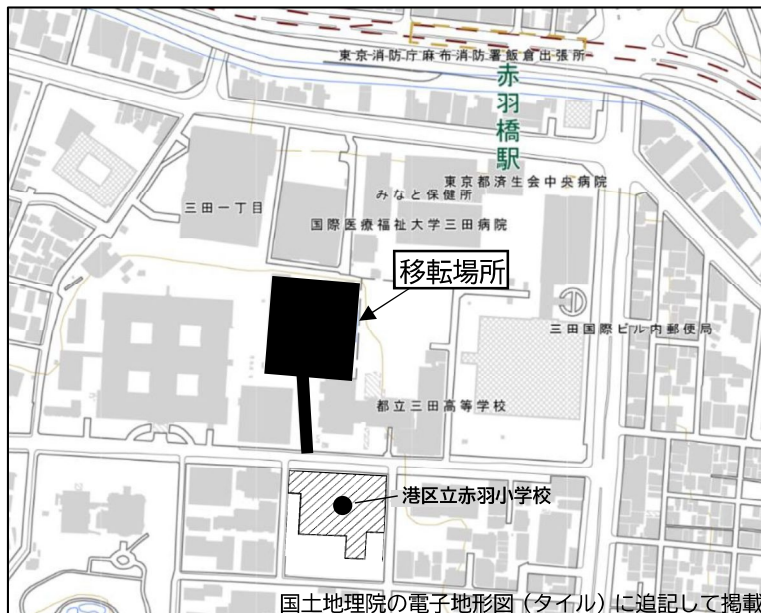 東京消防庁麻布消防署飯倉出張所
赤羽橋駅
東京都済生会中央病院
みなと保健所
三田一丁目
国際医療福祉大学三田病院
移転場所
三田国際ビル内郵便局
都立三田高等学校
港区立赤羽小学校
国土地理院の電子地形図（タイル）に追記して掲載